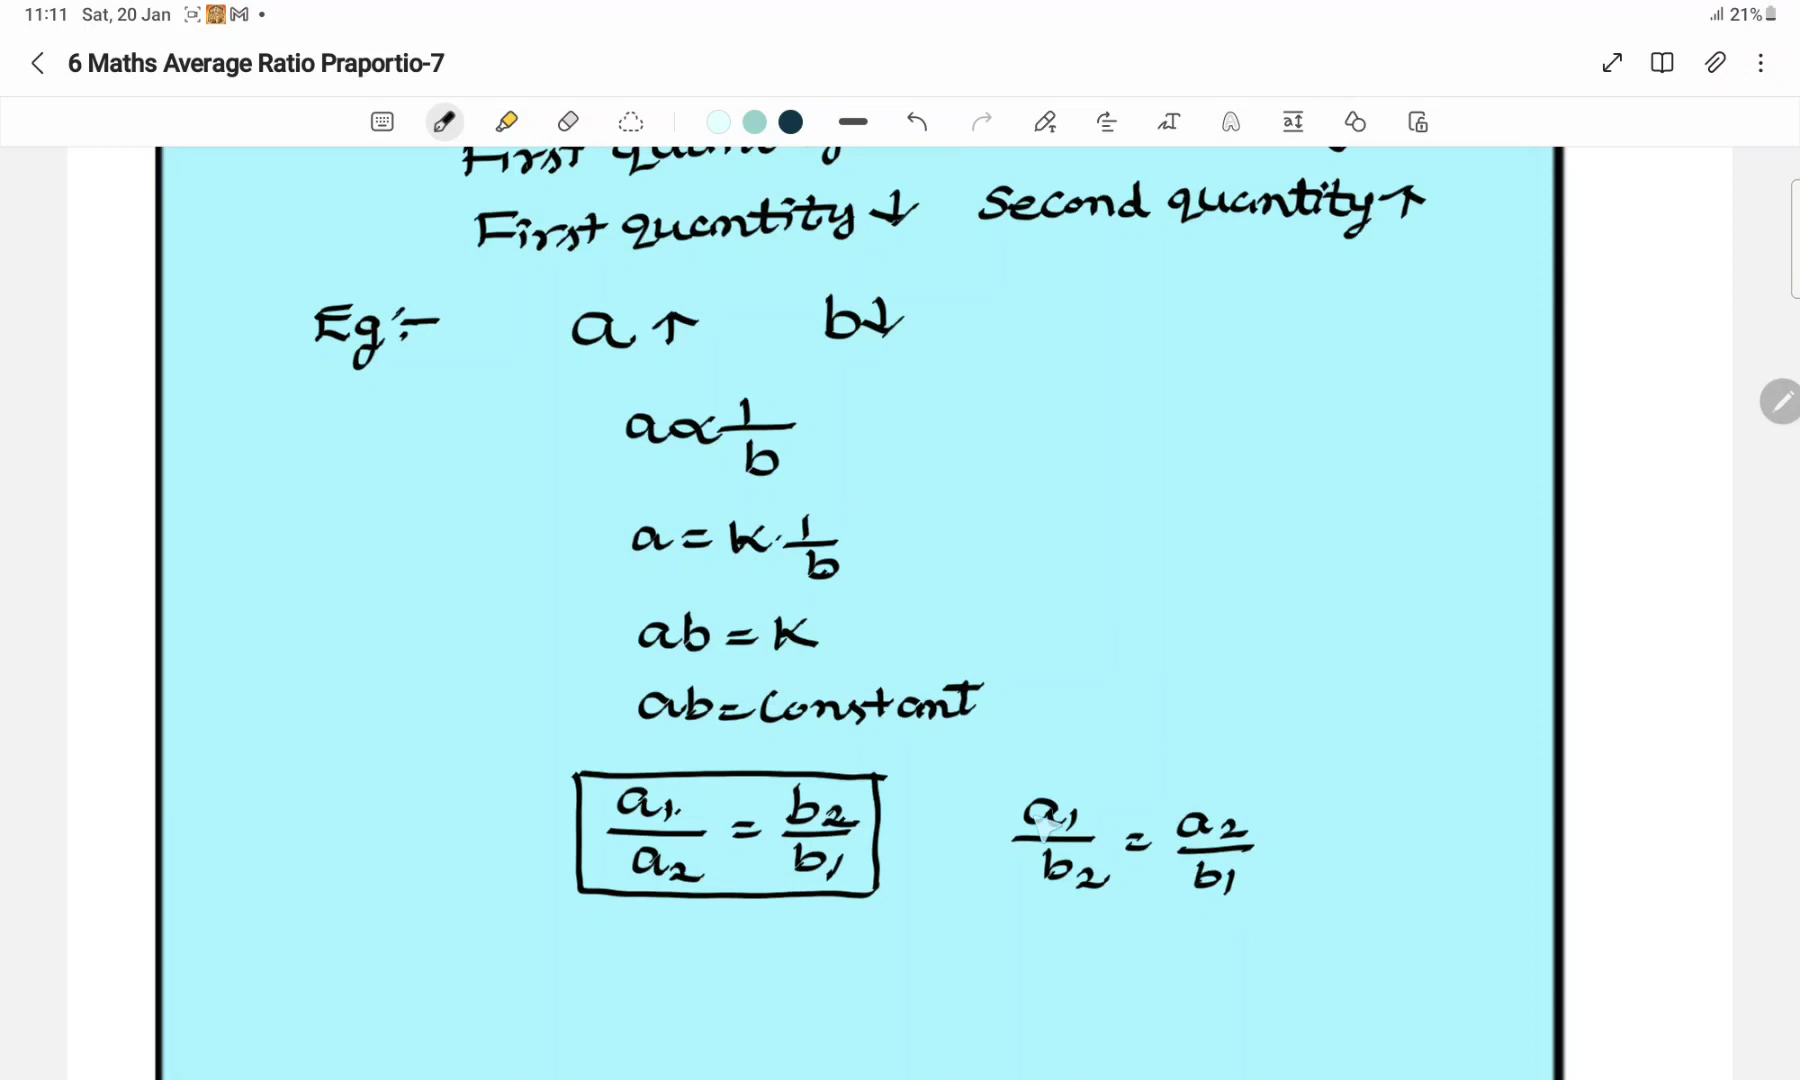 11:11 Sat, 20 Jan 21%
6 Maths Average Ratio Praportio-7
First
First quantity ↓ Second quantity ↑
Eg:- a ↑ b↓
a ∝ 1/b
a = K · 1/b
ab = K
ab = Constant
a₁/a₂ = b₂/b₁ a₁/b₂ = a₂/b₁